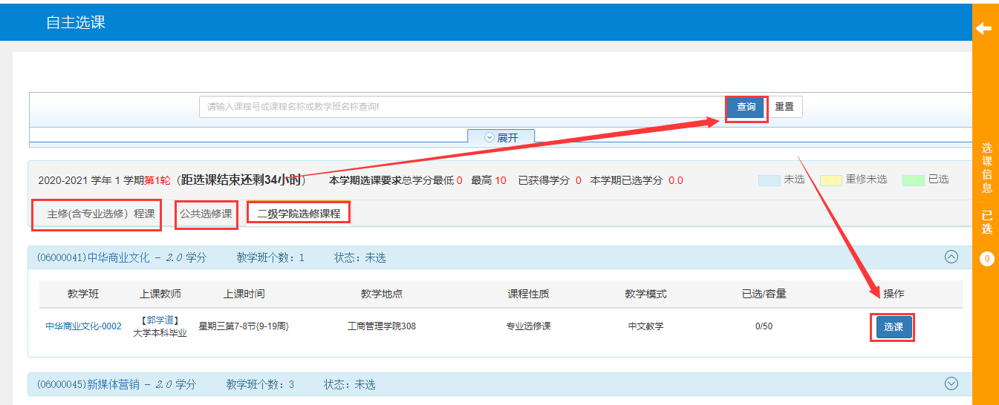 自主选课
请输入课程号或课程名称或教学班名称查询! 查询 重置
展开
2020-2021 学年 1 学期第1轮（距选课结束还剩34小时） 本学期选课要求总学分最低 0 最高 10 已获得学分 0 本学期已选学分 0.0 未选 重修未选 已选
主修(含专业选修）程课 公共选修课 二级学院选修课程
(06000041)中华商业文化 - 2.0 学分 教学班个数：1 状态：未选
教学班 上课教师 上课时间 教学地点 课程性质 教学模式 已选/容量 操作
中华商业文化-0002 【郭学道】 星期三第7-8节{9-19周} 工商管理学院308 专业选修课 中文教学 0/50 选课
大学本科毕业
(06000045)新媒体营销 - 2.0 学分 教学班个数：3 状态：未选
选课信息
已选
0